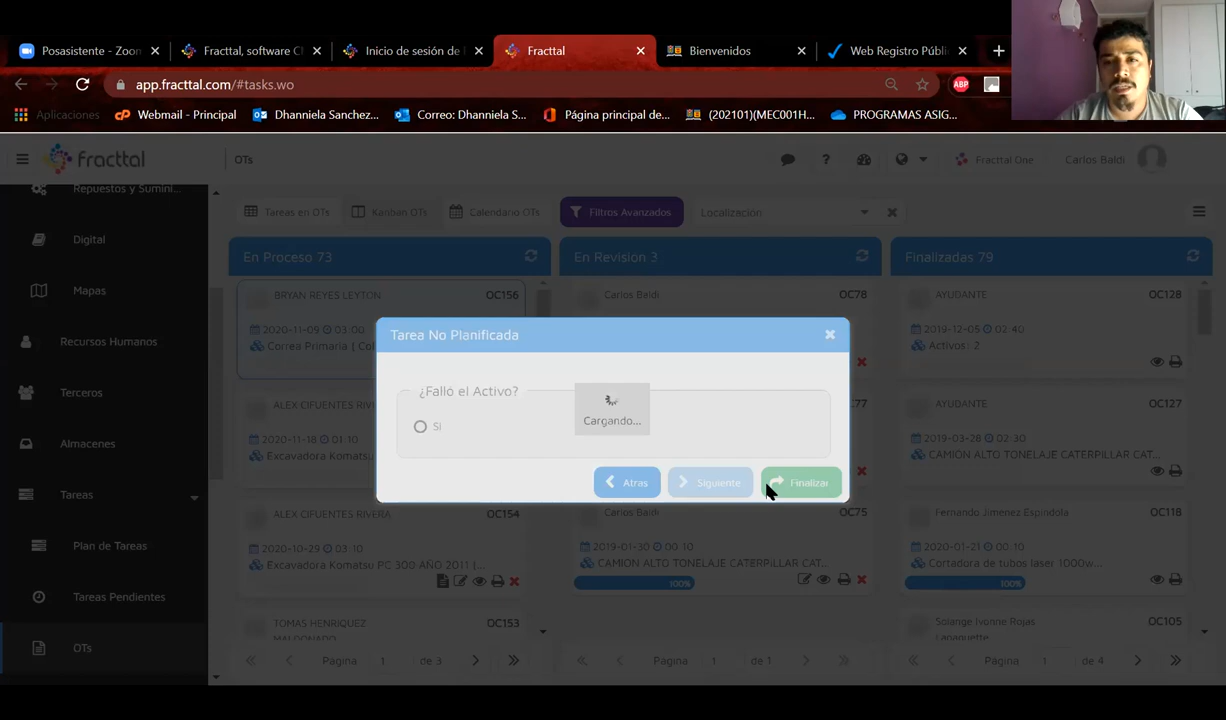 Posasistente - Zoom
Fracttal, software C
Inicio de sesión de
Fracttal
Bienvenidos
Web Registro Públi
app.fracttal.com/#tasks.wo
ABP
Aplicaciones
Webmail - Principal
Dhanniela Sanchez...
Correo: Dhanniela S...
Página principal de...
(202101)(MEC001H...
PROGRAMAS ASIG...
fracttal
OTs
Fracttal One
Carlos Baldi
Repuestos y Sumini...
Digital
Mapas
Recursos Humanos
Terceros
Almacenes
Tareas
Plan de Tareas
Tareas Pendientes
OTs
Tareas en OTs
Kanban OTs
Calendario OTs
Filtros Avanzados
Localización
En Proceso 73
BRYAN REYES LEYTON OC156
2020-11-09 03:00
Correa Primaria | Col
ALEX CIFUENTES RIV
2020-11-18 01:10
Excavadora Komats
ALEX CIFUENTES RIVERA OC154
2020-10-29 03:10
Excavadora Komatsu PC 300 AÑO 2011 |...
TOMAS HENRIQUEZ OC153
MALDONADO
Página 1 de 3
En Revisión 3
Carlos Baldi OC78
77
Carlos Baldi OC75
2019-01-30 00:10
CAMION ALTO TONELAJE CATERPILLAR CAT...
100%
Página 1 de 1
Finalizadas 79
AYUDANTE OC128
2019-12-05 02:40
Activos: 2
AYUDANTE OC127
2019-03-28 02:30
CAMION ALTO TONELAJE CATERPILLAR CAT...
Fernando Jimenez Espindola OC118
2020-01-21 00:10
Cortadora de tubos laser 1000w...
100%
Solange Ivonne Rojas OC105
Página 1 de 4
Tarea No Planificada
¿Falló el Activo?
Si
Cargando...
Atras
Siguiente
Finalizar